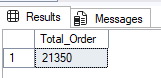 Results Messages
Total_Order
1 21350